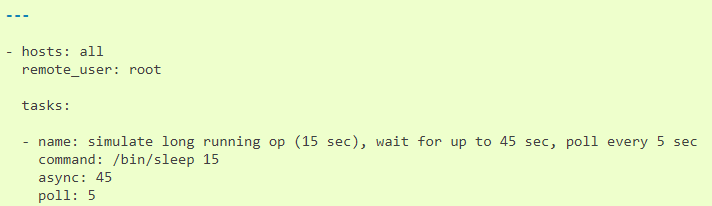 ---
- hosts: all
  remote_user: root
  tasks:
  - name: simulate long running op (15 sec), wait for up to 45 sec, poll every 5 sec
    command: /bin/sleep 15
    async: 45
    poll: 5